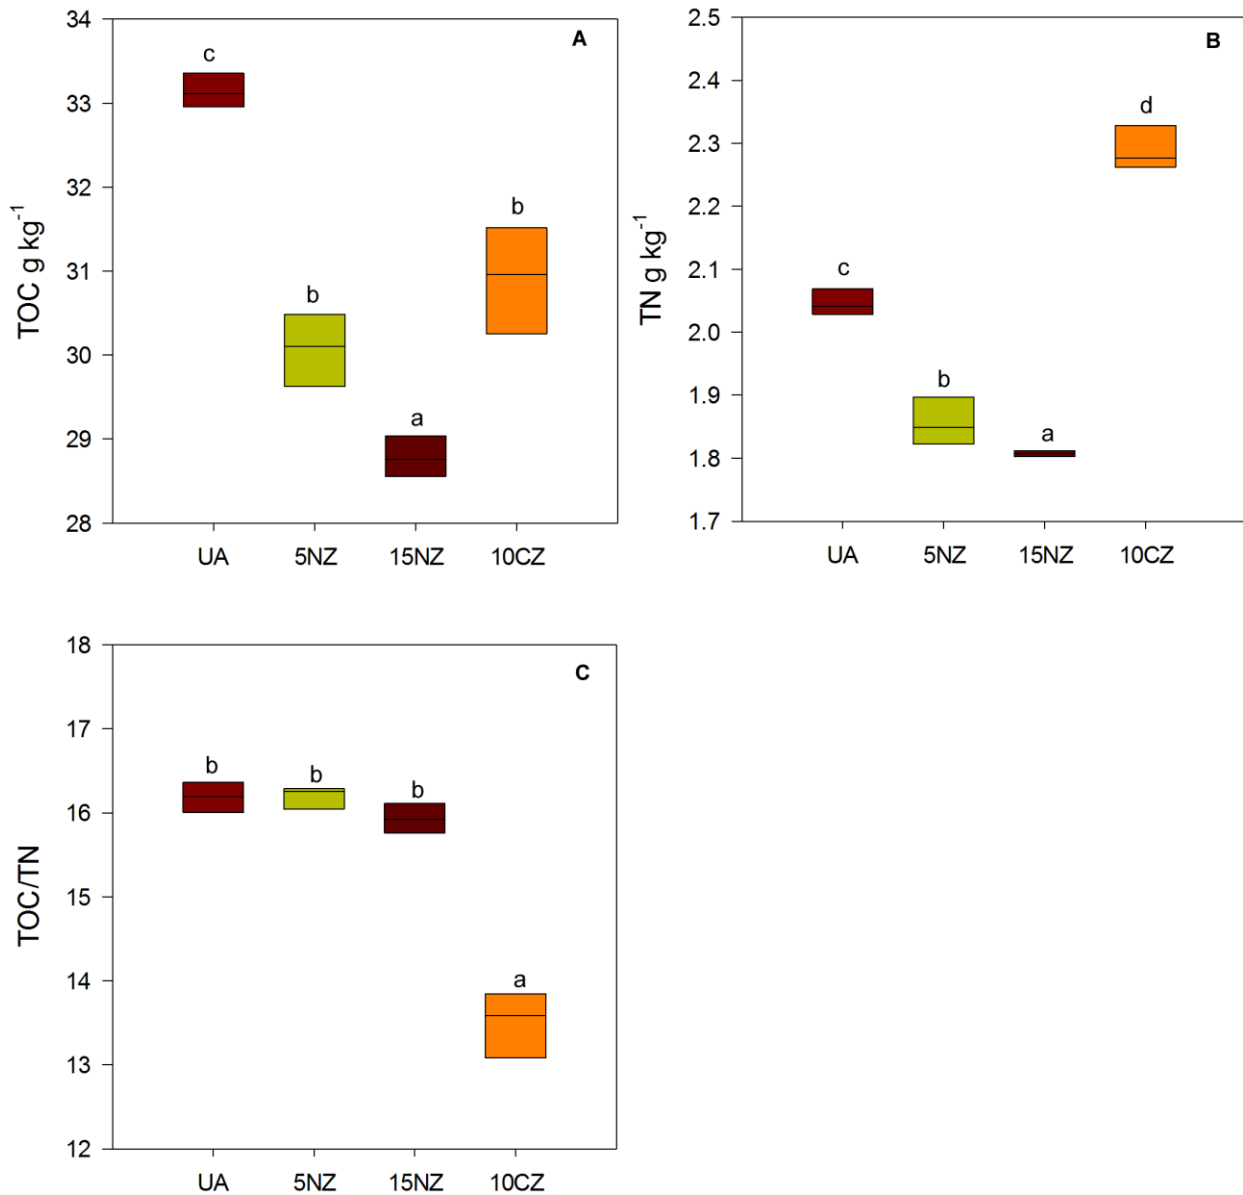 A
TOC g kg-1
34
33
32
31
30
29
28
c
b
a
b
UA 5NZ 15NZ 10CZ
B
TN g kg-1
2.5
2.4
2.3
2.2
2.1
2.0
1.9
1.8
1.7
c
b
a
d
UA 5NZ 15NZ 10CZ
C
TOC/TN
18
17
16
15
14
13
12
b
b
b
a
UA 5NZ 15NZ 10CZ